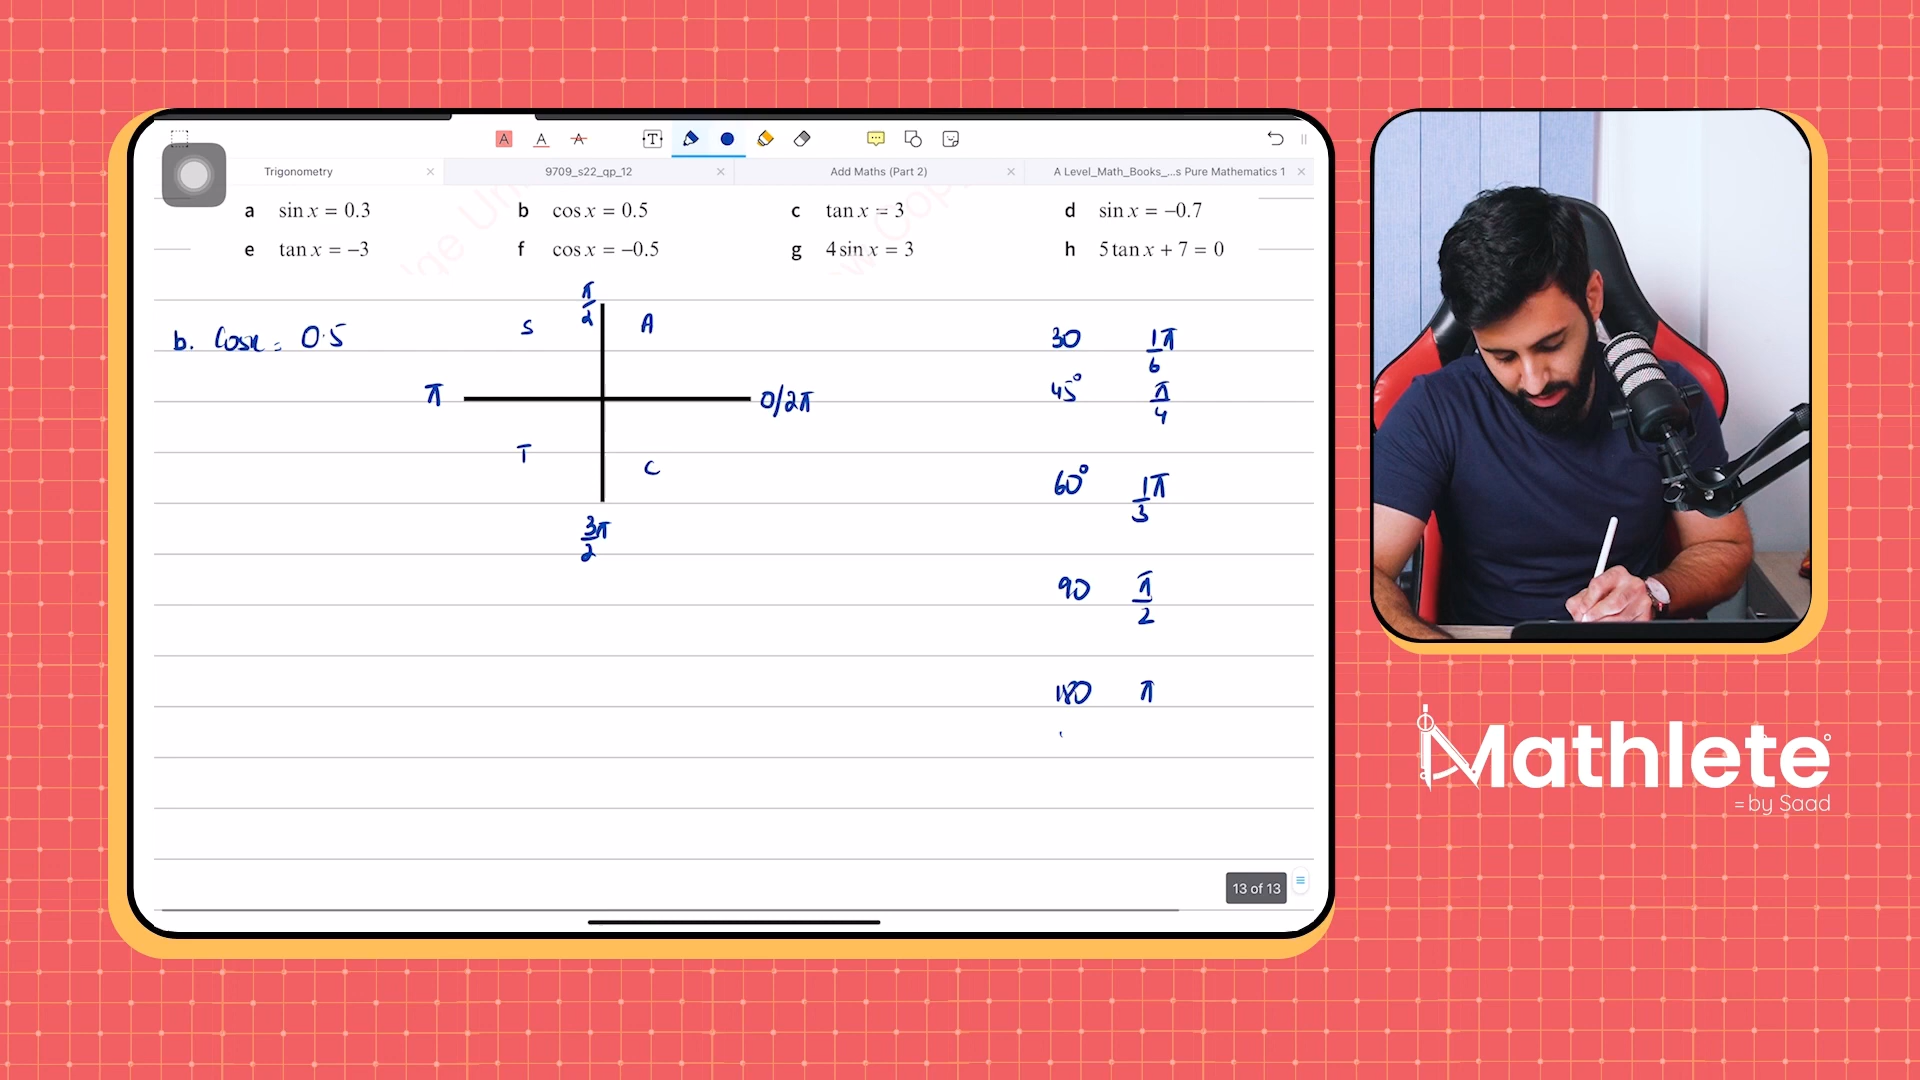 A A A T
Trigonometry 9709_s22_qp_12 Add Maths (Part 2) A Level_Math_Books_...s Pure Mathematics 1
a sin x = 0.3 b cos x = 0.5 c tan x = 3 d sin x = −0.7
e tan x = −3 f cos x = −0.5 g 4 sin x = 3 h 5 tan x + 7 = 0
b. Cosx = 0.5
π/2
S A
π 0/2π
T C
3π/2
30 1π/6
45° π/4
60° 1π/3
90 π/2
180 π
13 of 13
Mathlete
= by Saad